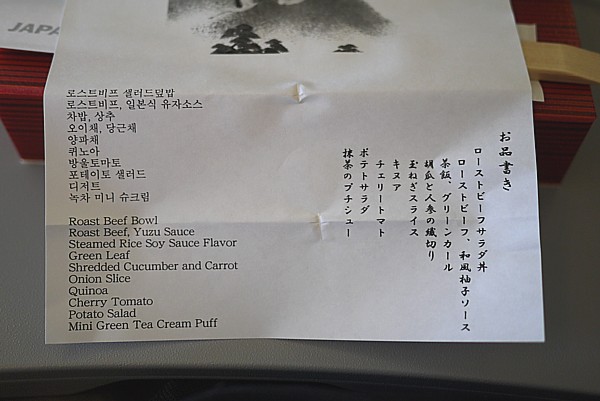 JAPA
로스트비프 샐러드덮밥
로스트비프, 일본식 유자소스
차밥, 상추
오이채, 당근채
양파채
퀴노아
방울토마토
포테이토 샐러드
디저트
녹차 미니 슈크림
Roast Beef Bowl
Roast Beef, Yuzu Sauce
Steamed Rice Soy Sauce Flavor
Green Leaf
Shredded Cucumber and Carrot
Onion Slice
Quinoa
Cherry Tomato
Potato Salad
Mini Green Tea Cream Puff
お品書き
ローストビーフサラダ丼
ローストビーフ、和風柚子ソース
茶飯、グリーンカール
胡瓜と人参の繊切り
玉ねぎスライス
キヌア
チェリートマト
ポテトサラダ
抹茶のプチシュー